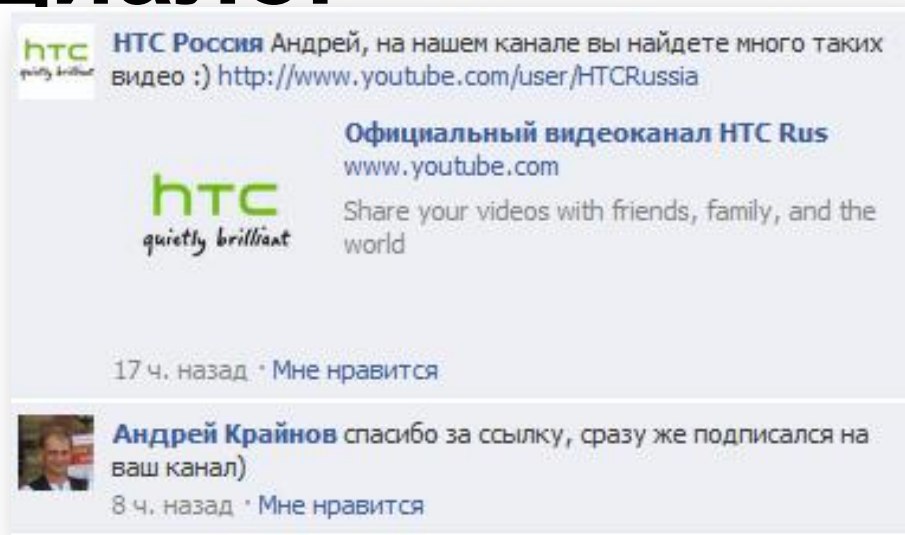 htc
quietly brilliant
HTC Россия Андрей, на нашем канале вы найдете много таких
видео :) http://www.youtube.com/user/HTCRussia
Официальный видеоканал HTC Rus
www.youtube.com
htc
quietly brilliant
Share your videos with friends, family, and the
world
17 ч. назад · Мне нравится
Андрей Крайнов спасибо за ссылку, сразу же подписался на
ваш канал)
8 ч. назад · Мне нравится